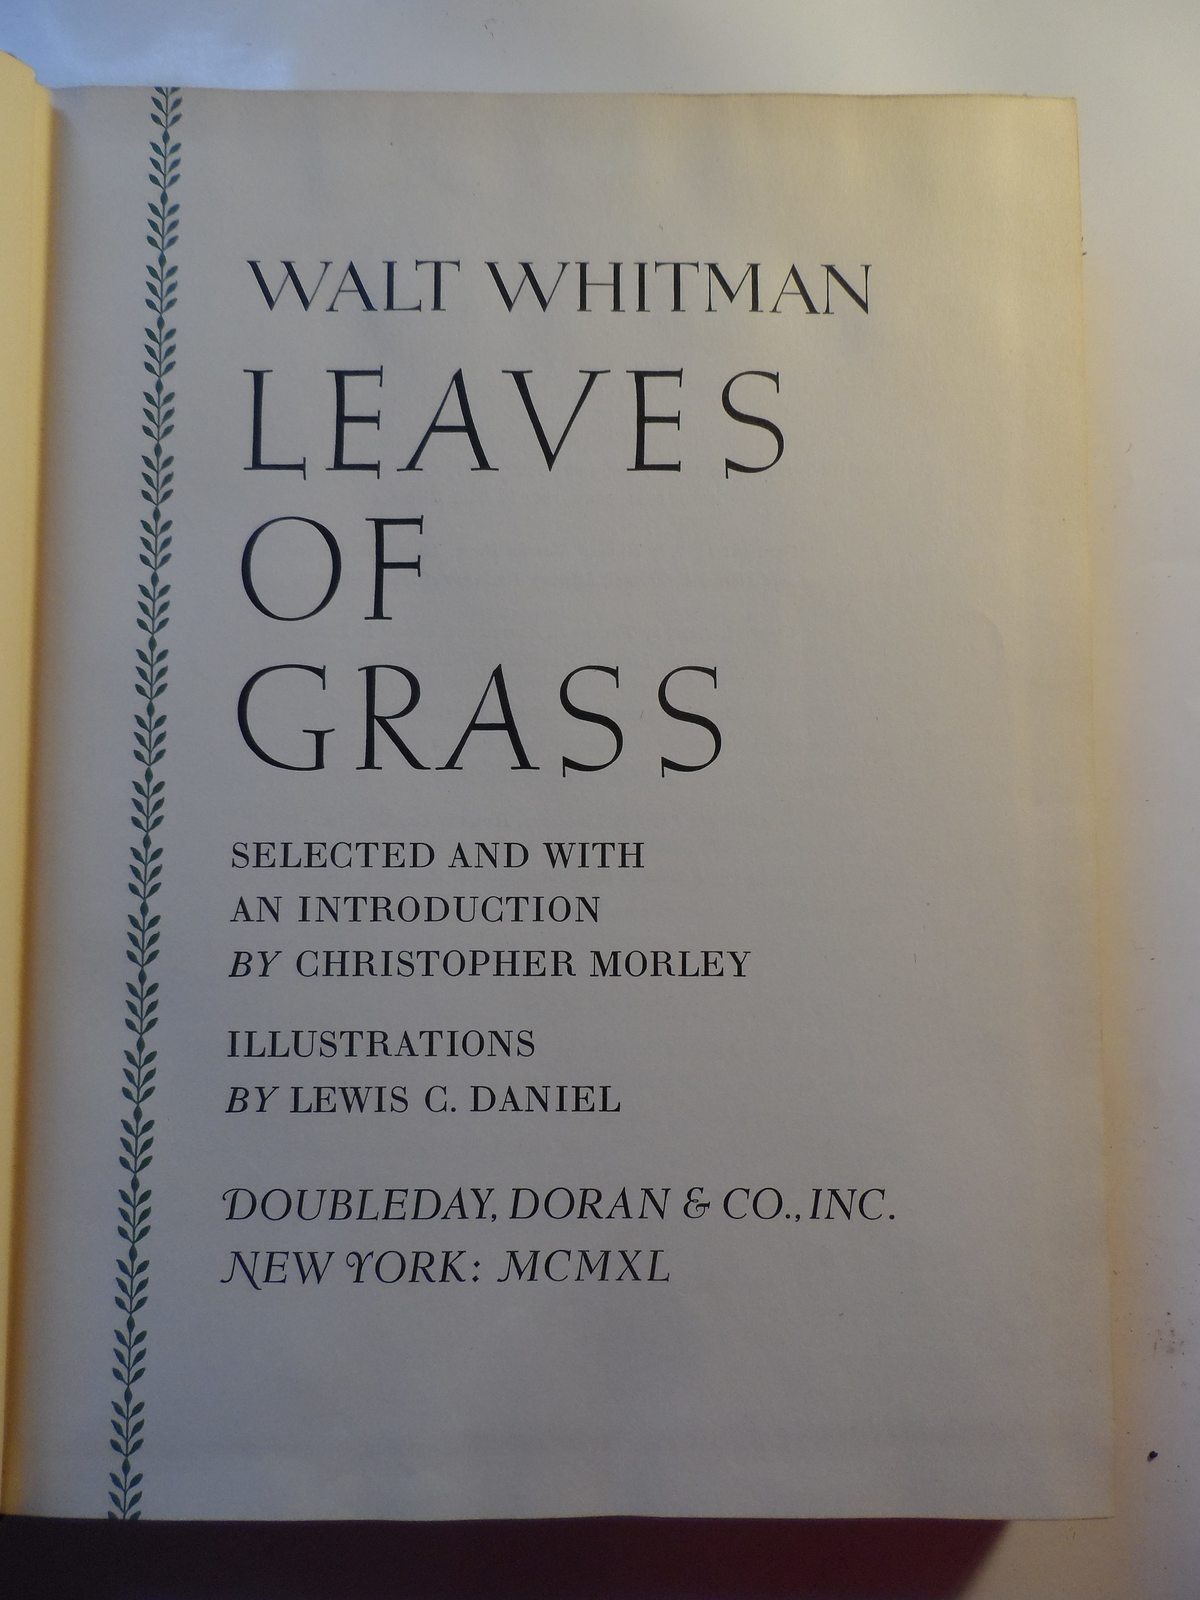 WALT WHITMAN
LEAVES
OF
GRASS
SELECTED AND WITH
AN INTRODUCTION
BY CHRISTOPHER MORLEY
ILLUSTRATIONS
BY LEWIS C. DANIEL
DOUBLEDAY, DORAN & CO., INC.
NEW YORK: MCMXL